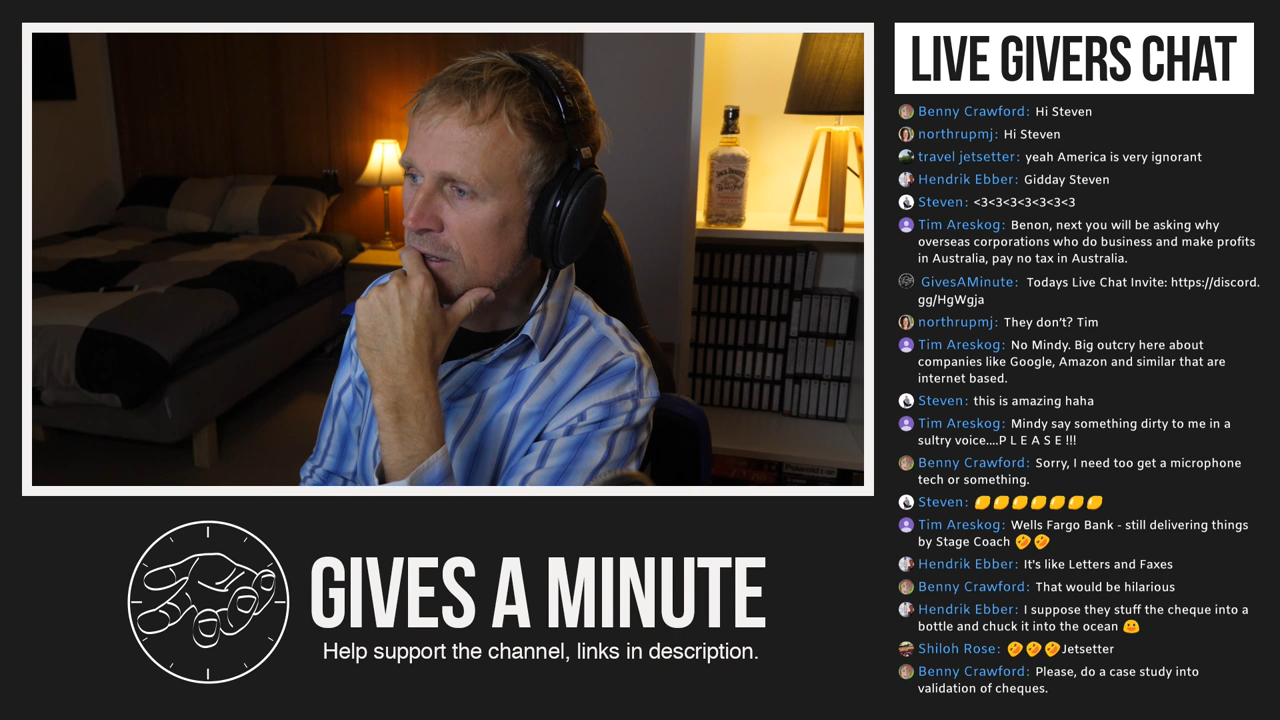 LIVE GIVERS CHAT
Benny Crawford: Hi Steven
northrupmj: Hi Steven
travel jetsetter: yeah America is very ignorant
Hendrik Ebber: Gidday Steven
Steven: <3<3<3<3<3<3<3
Tim Areskog: Benon, next you will be asking why
overseas corporations who do business and make profits
in Australia, pay no tax in Australia.
GivesAMinute: Todays Live Chat Invite: https://discord.
gg/HgWgja
northrupmj: They don't? Tim
Tim Areskog: No Mindy. Big outcry here about
companies like Google, Amazon and similar that are
internet based.
Steven: this is amazing haha
Tim Areskog: Mindy say something dirty to me in a
sultry voice....P L E A S E !!!
Benny Crawford: Sorry, I need too get a microphone
tech or something.
Steven: 🍋🍋🍋🍋🍋🍋🍋
Tim Areskog: Wells Fargo Bank - still delivering things
by Stage Coach 🤣🤣
Hendrik Ebber: It's like Letters and Faxes
Benny Crawford: That would be hilarious
Hendrik Ebber: I suppose they stuff the cheque into a
bottle and chuck it into the ocean 😛
Shiloh Rose: 🤣🤣🤣Jetsetter
Benny Crawford: Please, do a case study into
validation of cheques.
JACK DANIEL'S
GIVES A MINUTE
Help support the channel, links in description.